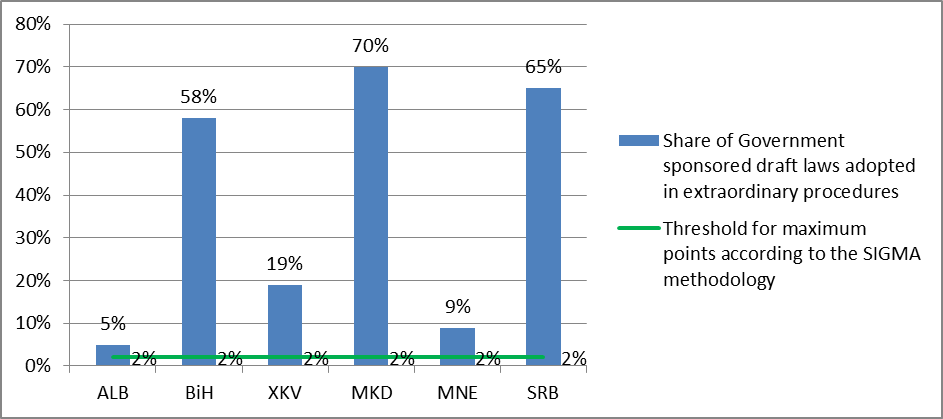 80%
70%
60%
50%
40%
30%
20%
10%
0%
5%
58%
19%
70%
9%
65%
2%
2%
2%
2%
2%
2%
ALB
BiH
XKV
MKD
MNE
SRB
Share of Government
sponsored draft laws adopted
in extraordinary procedures
Threshold for maximum
points according to the SIGMA
methodology